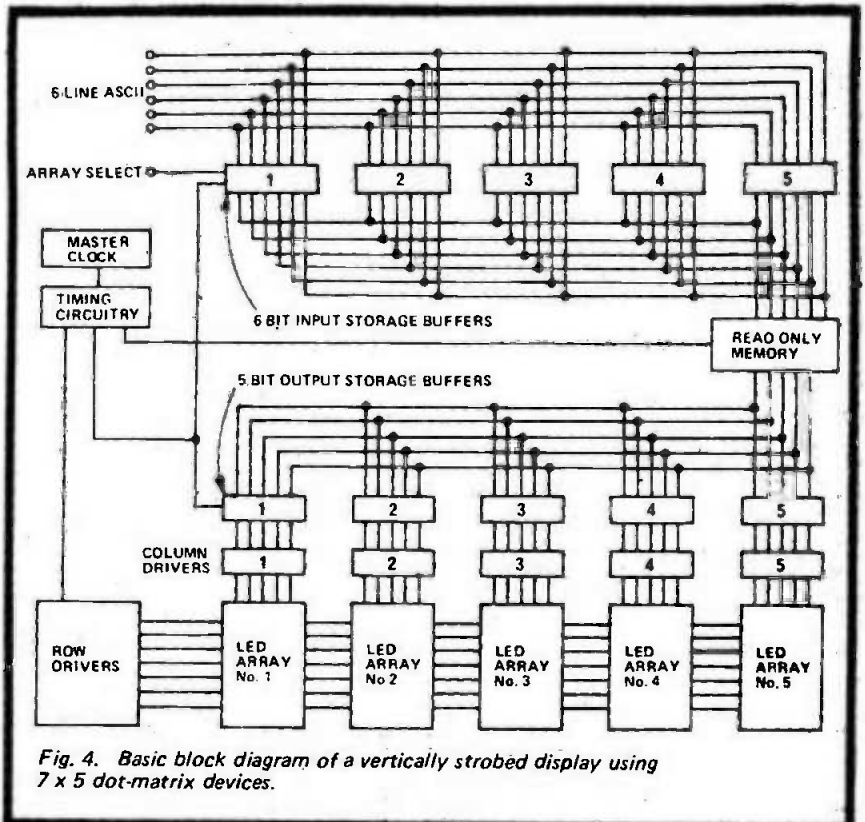 6-LINE ASCII
ARRAY SELECT
1 2 3 4 5
MASTER
CLOCK
TIMING
CIRCUITRY
6 BIT INPUT STORAGE BUFFERS
READ ONLY
MEMORY
5 BIT OUTPUT STORAGE BUFFERS
1 2 3 4 5
COLUMN
DRIVERS
1 2 3 4 5
ROW
DRIVERS
LED
ARRAY
No. 1
LED
ARRAY
No 2
LED
ARRAY
No. 3
LED
ARRAY
No. 4
LED
ARRAY
No. 5
Fig. 4. Basic block diagram of a vertically strobed display using
7 x 5 dot-matrix devices.